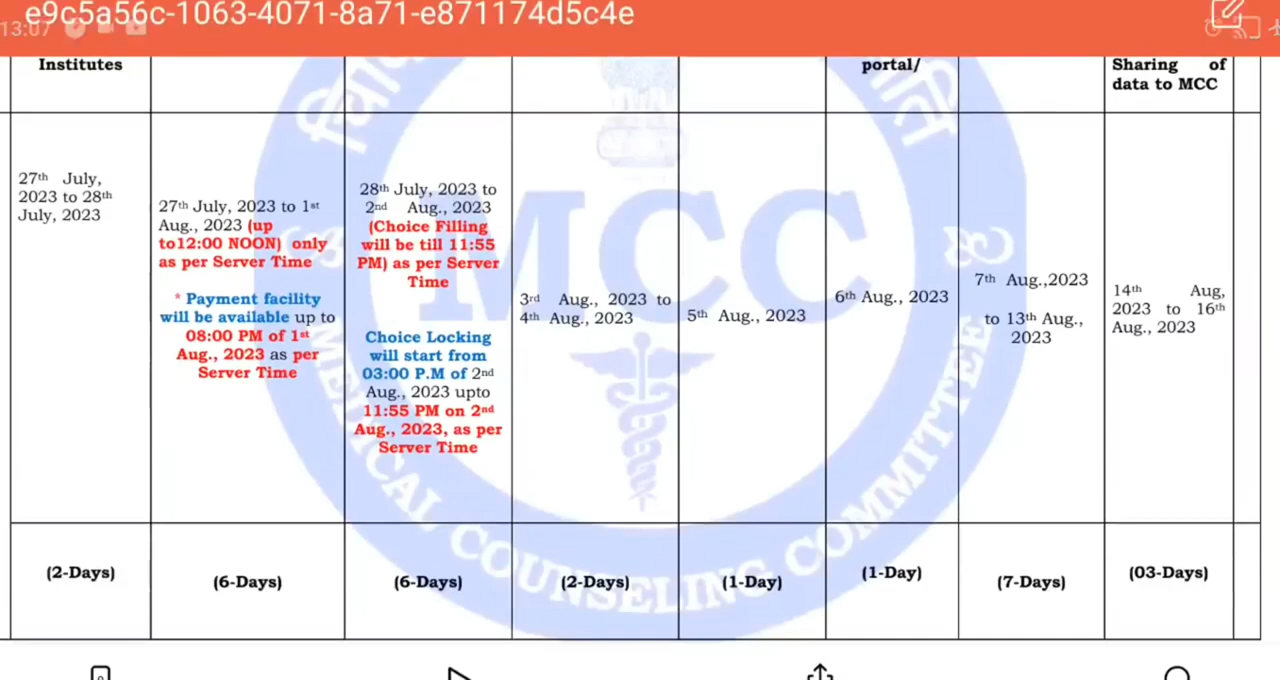 e9c5a56c-1063-4071-8a71-e871174d5c4e
13:07
Institutes
portal/
Sharing of
data to MCC
27th July,
2023 to 28th
July, 2023
27th July, 2023 to 1st
Aug., 2023 (up
to12:00 NOON) only
as per Server Time
* Payment facility
will be available up to
08:00 PM of 1st
Aug., 2023 as per
Server Time
28th July, 2023 to
2nd Aug., 2023
(Choice Filling
will be till 11:55
PM) as per Server
Time
Choice Locking
will start from
03:00 P.M of 2nd
Aug., 2023 upto
11:55 PM on 2nd
Aug., 2023, as per
Server Time
3rd Aug., 2023 to
4th Aug., 2023
5th Aug., 2023
6th Aug., 2023
7th Aug.,2023
to 13th Aug.,
2023
14th Aug,
2023 to 16th
Aug., 2023
(2-Days)
(6-Days)
(6-Days)
(2-Days)
(1-Day)
(1-Day)
(7-Days)
(03-Days)
MCC
MEDICAL COUNSELING COMMITTEE